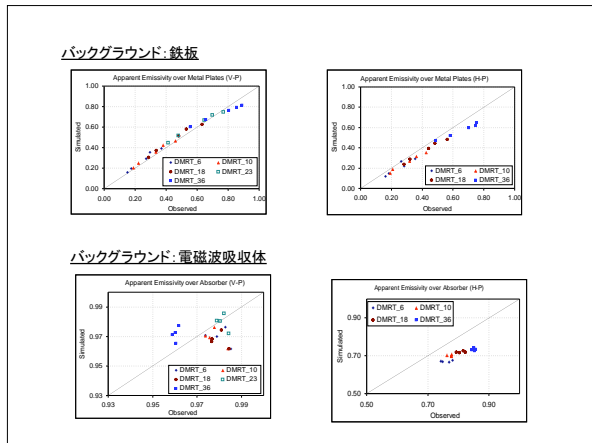 バックグラウンド:鉄板
Apparent Emissivity over Metal Plates (V-P)
1.00
0.80
0.60
0.40
0.20
0.00
Simulated
DMRT_6 DMRT_10
DMRT_18 DMRT_23
DMRT_36
0.00 0.20 0.40 0.60 0.80 1.00
Observed
Apparent Emissivity over Metal Plates (H-P)
1.00
0.80
0.60
0.40
0.20
0.00
Simulated
DMRT_6 DMRT_10
DMRT_18 DMRT_36
0.00 0.20 0.40 0.60 0.80 1.00
Observed
バックグラウンド:電磁波吸収体
Apparent Emissivity over Absorber (V-P)
0.99
0.97
0.95
0.93
Simulated
DMRT_6 DMRT_10
DMRT_18 DMRT_23
DMRT_36
0.93 0.95 0.97 0.99
Observed
Apparent Emissivity over Absorber (H-P)
0.90
0.70
0.50
Simulated
DMRT_6 DMRT_10
DMRT_18 DMRT_36
0.50 0.70 0.90
Observed